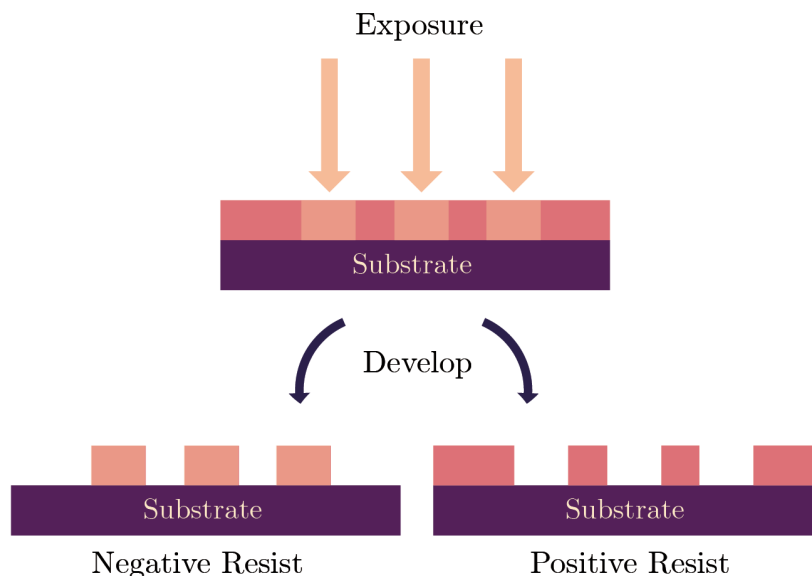 Exposure
Substrate
Develop
Substrate
Substrate
Negative Resist
Positive Resist